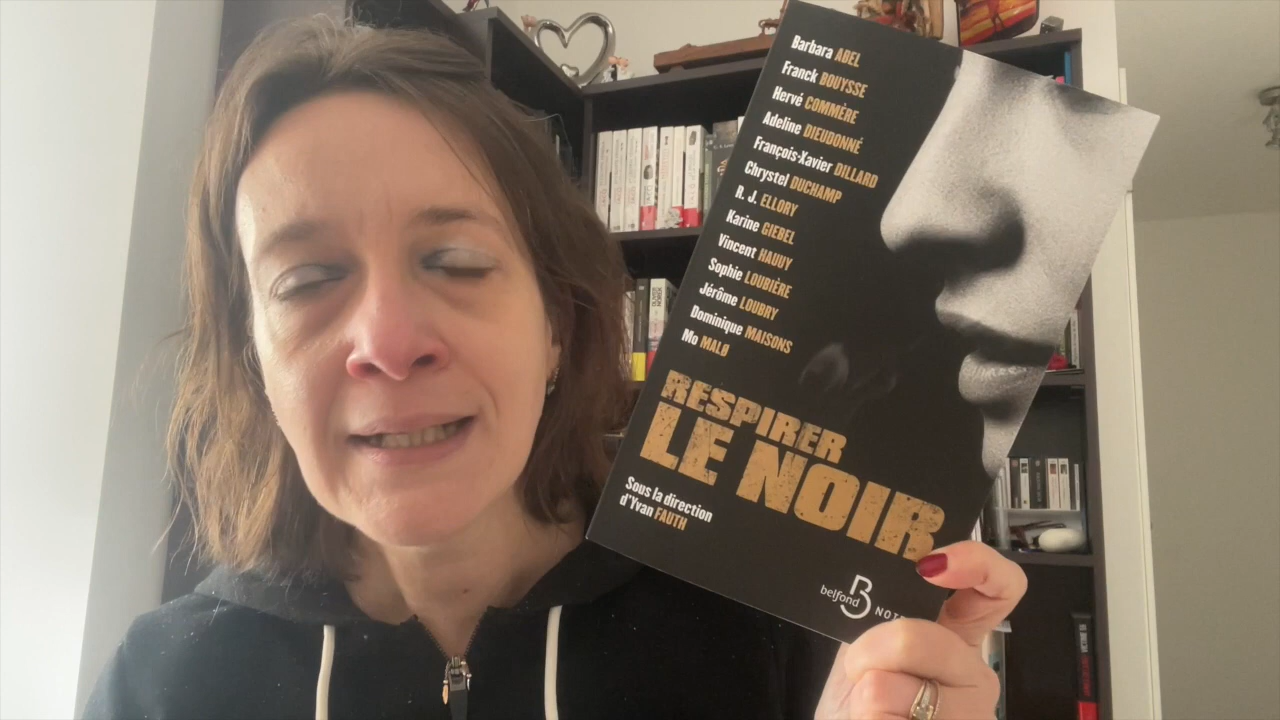 Barbara ABEL
Franck BOUYSSE
Hervé COMMÈRE
Adeline DIEUDONNÉ
François-Xavier DILLARD
Chrystel DUCHAMP
R. J. ELLORY
Karine GIEBEL
Vincent HAUUY
Sophie LOUBIÈRE
Jérôme LOUBRY
Dominique MAISONS
Mo MALØ
RESPIRER
LE NOIR
Sous la direction
d'Yvan FAUTH
belfond